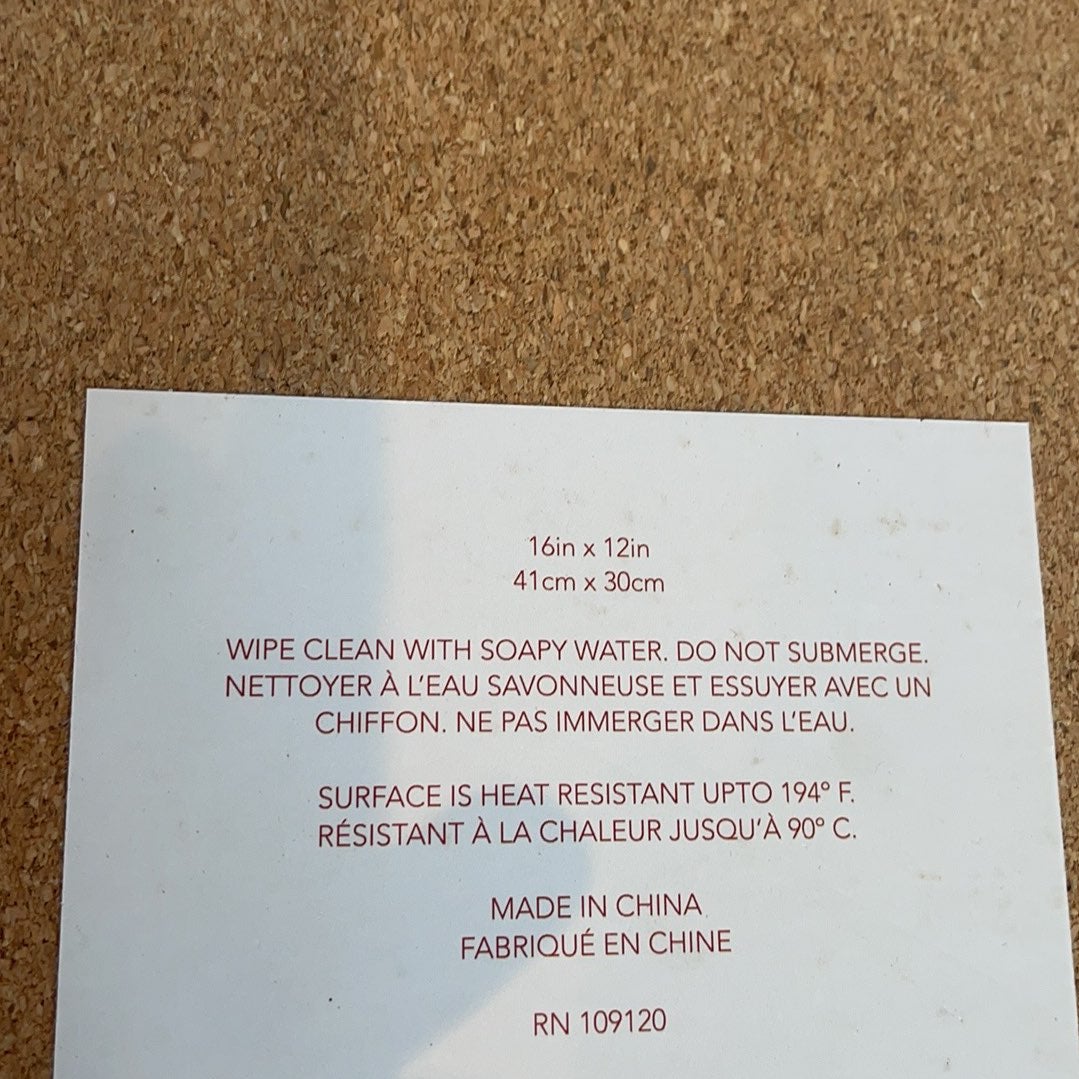 16in x 12in
41cm x 30cm
WIPE CLEAN WITH SOAPY WATER. DO NOT SUBMERGE.
NETTOYER À L'EAU SAVONNEUSE ET ESSUYER AVEC UN
CHIFFON. NE PAS IMMERGER DANS L'EAU.
SURFACE IS HEAT RESISTANT UPTO 194° F.
RÉSISTANT À LA CHALEUR JUSQU'À 90° C.
MADE IN CHINA
FABRIQUÉ EN CHINE
RN 109120